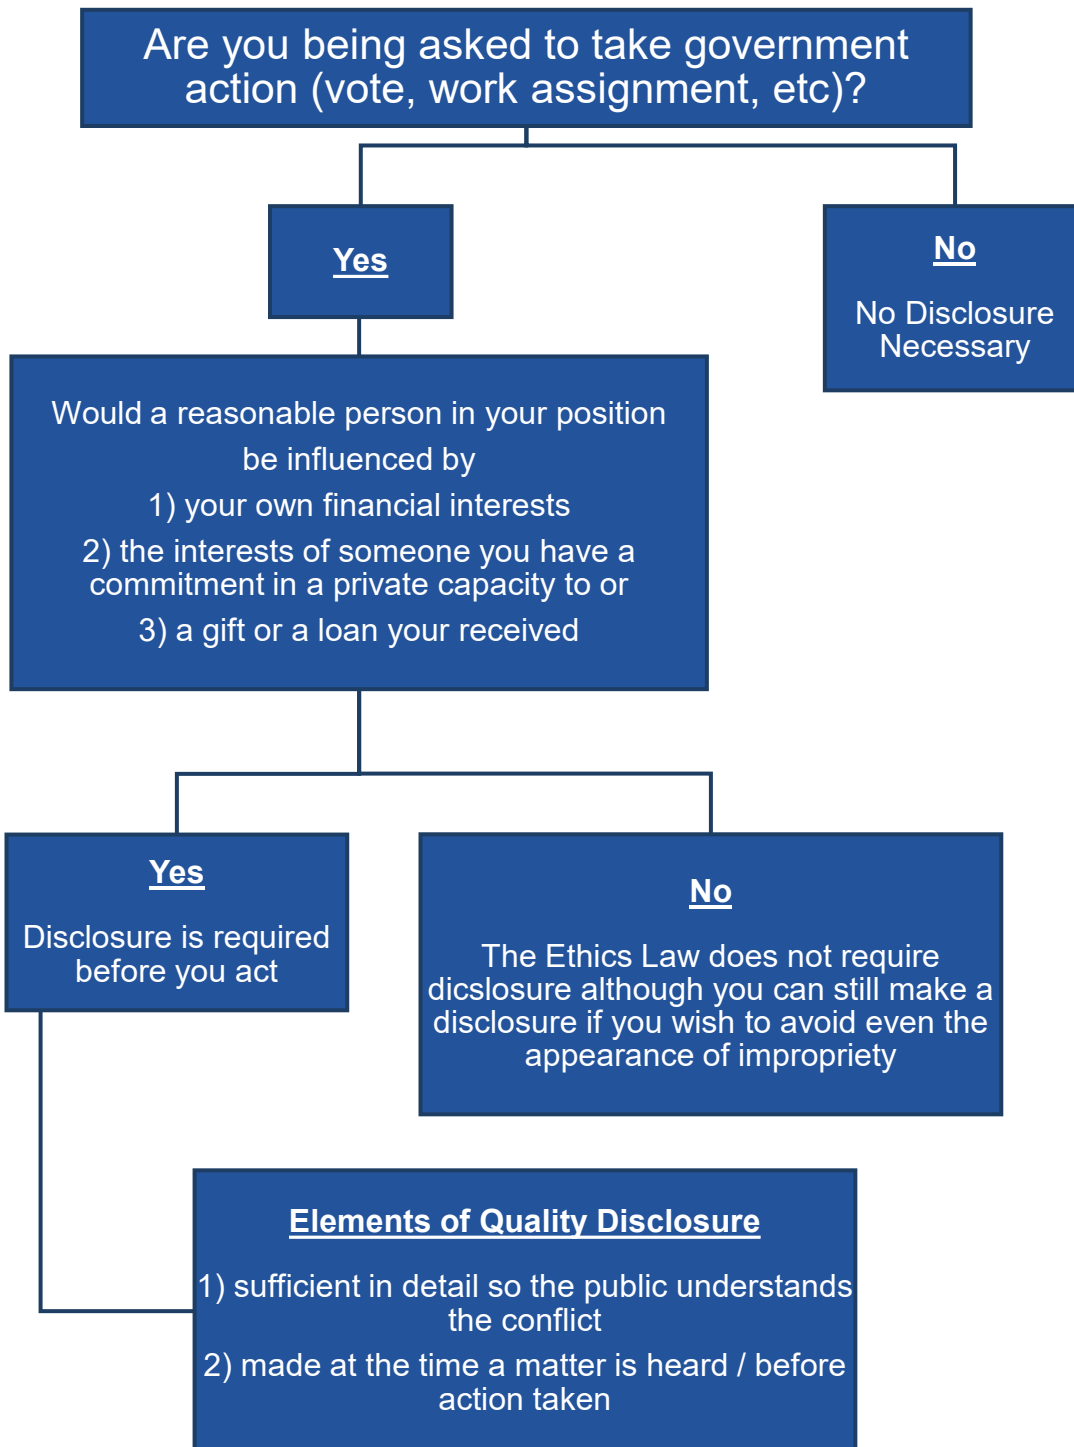 Are you being asked to take government
action (vote, work assignment, etc)?
Yes
No
No Disclosure
Necessary
Would a reasonable person in your position
be influenced by
1) your own financial interests
2) the interests of someone you have a
commitment in a private capacity to or
3) a gift or a loan your received
Yes
Disclosure is required
before you act
No
The Ethics Law does not require
dicslosure although you can still make a
disclosure if you wish to avoid even the
appearance of impropriety
Elements of Quality Disclosure
1) sufficient in detail so the public understands
the conflict
2) made at the time a matter is heard / before
action taken